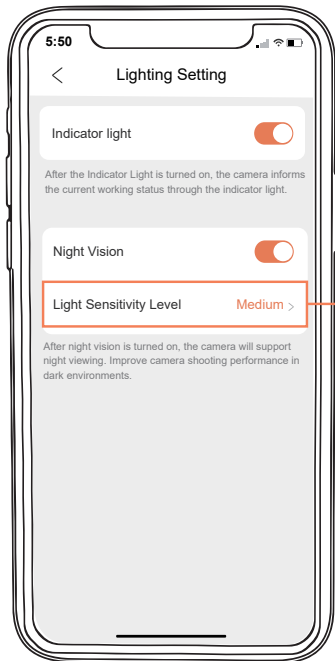 5:50
Lighting Setting
Indicator light
After the Indicator Light is turned on, the camera informs
the current working status through the indicator light.
Night Vision
Light Sensitivity Level Medium >
After night vision is turned on, the camera will support
night viewing. Improve camera shooting performance in
dark environments.